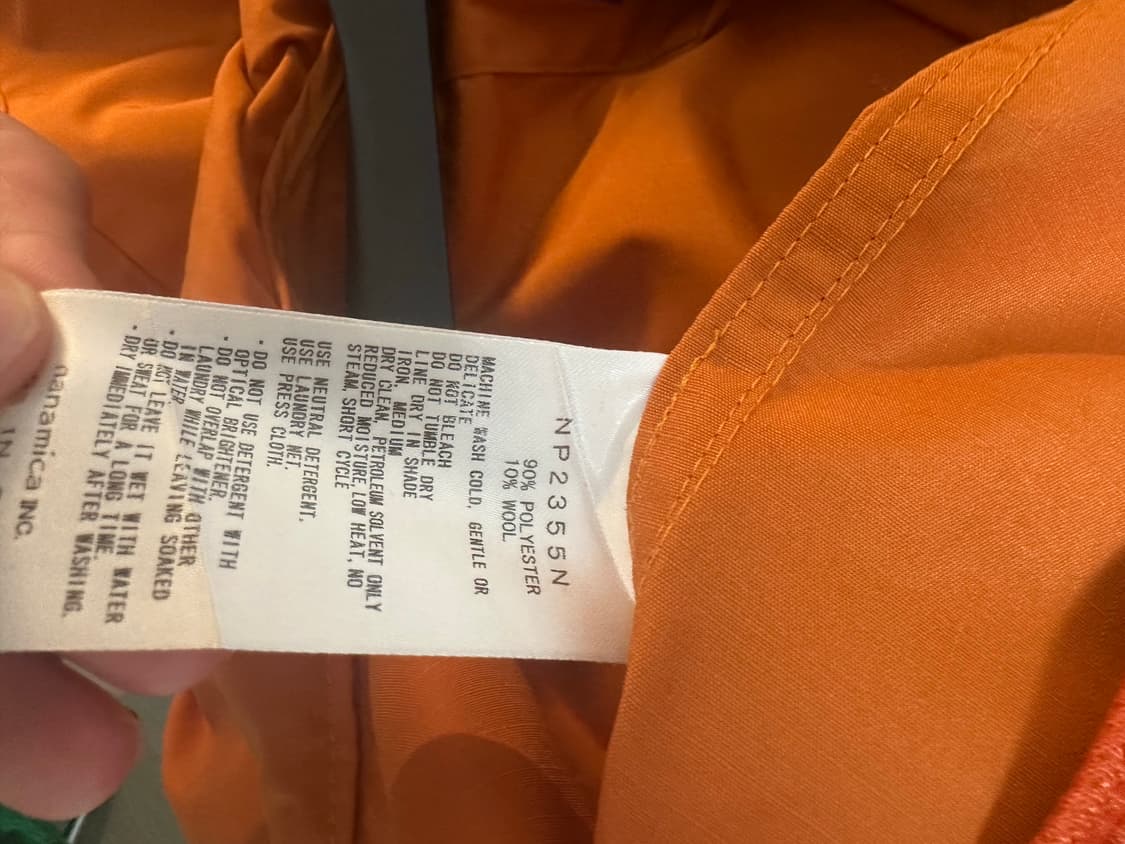 NP2355N
90% POLYESTER
10% WOOL
MACHINE WASH COLD, GENTLE OR
DELICATE
DO NOT BLEACH
DO NOT TUMBLE DRY
LINE DRY IN SHADE
IRON, MEDIUM
DRY CLEAN, PETROLEUM SOLVENT ONLY
REDUCED MOISTURE, LOW HEAT, NO
STEAM, SHORT CYCLE
USE NEUTRAL DETERGENT.
USE LAUNDRY NET.
USE PRESS CLOTH.
・DO NOT USE DETERGENT WITH
OPTICAL BRIGHTENER.
・DO NOT OVERLAP WITH OTHER
LAUNDRY WHILE LEAVING SOAKED
IN WATER
・DO NOT LEAVE IT WET WITH WATER
OR SWEAT FOR A LONG TIME.
・DRY IMMEDIATELY AFTER WASHING.
nanamica INC.
IN